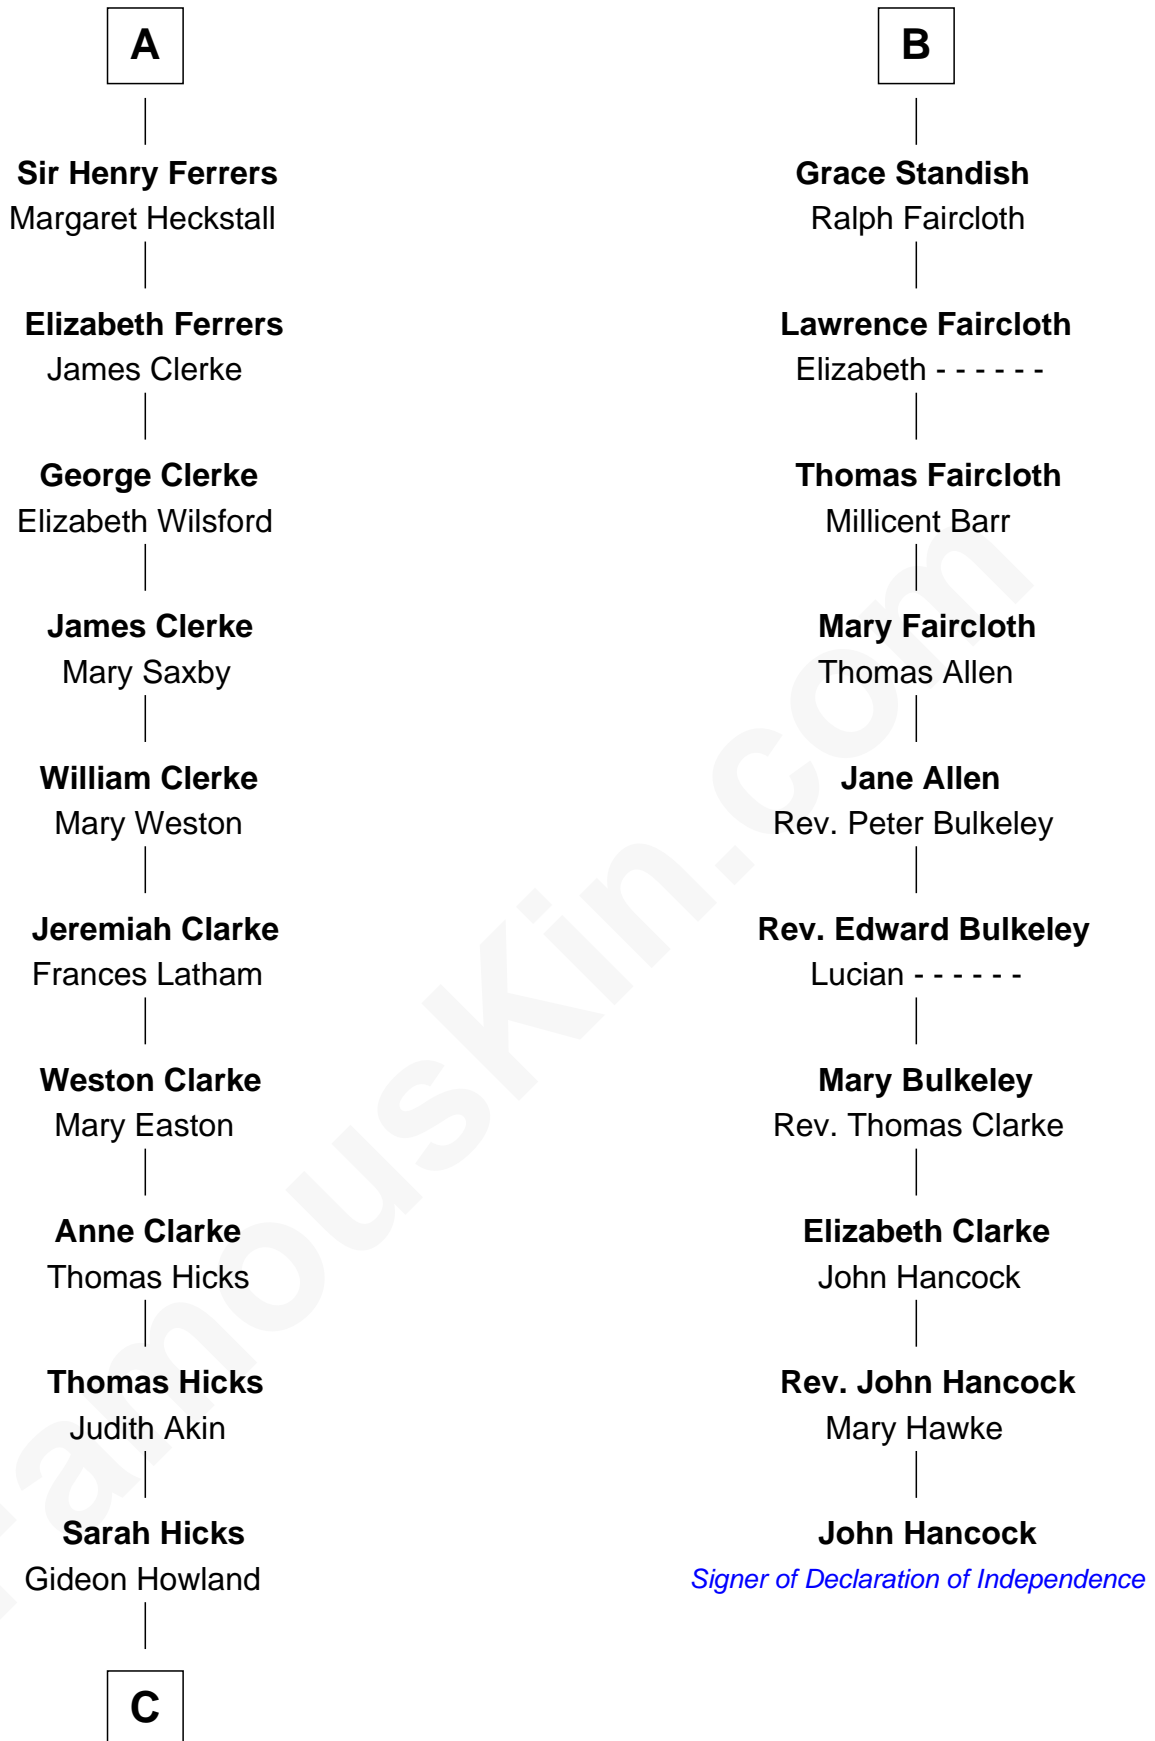 A
Sir Henry Ferrers
Margaret Heckstall
Elizabeth Ferrers
James Clerke
George Clerke
Elizabeth Wilsford
James Clerke
Mary Saxby
William Clerke
Mary Weston
Jeremiah Clarke
Frances Latham
Weston Clarke
Mary Easton
Anne Clarke
Thomas Hicks
Thomas Hicks
Judith Akin
Sarah Hicks
Gideon Howland
C
B
Grace Standish
Ralph Faircloth
Lawrence Faircloth
Elizabeth - - - - - -
Thomas Faircloth
Millicent Barr
Mary Faircloth
Thomas Allen
Jane Allen
Rev. Peter Bulkeley
Rev. Edward Bulkeley
Lucian - - - - - -
Mary Bulkeley
Rev. Thomas Clarke
Elizabeth Clarke
John Hancock
Rev. John Hancock
Mary Hawke
John Hancock
Signer of Declaration of Independence
FamousKin.com